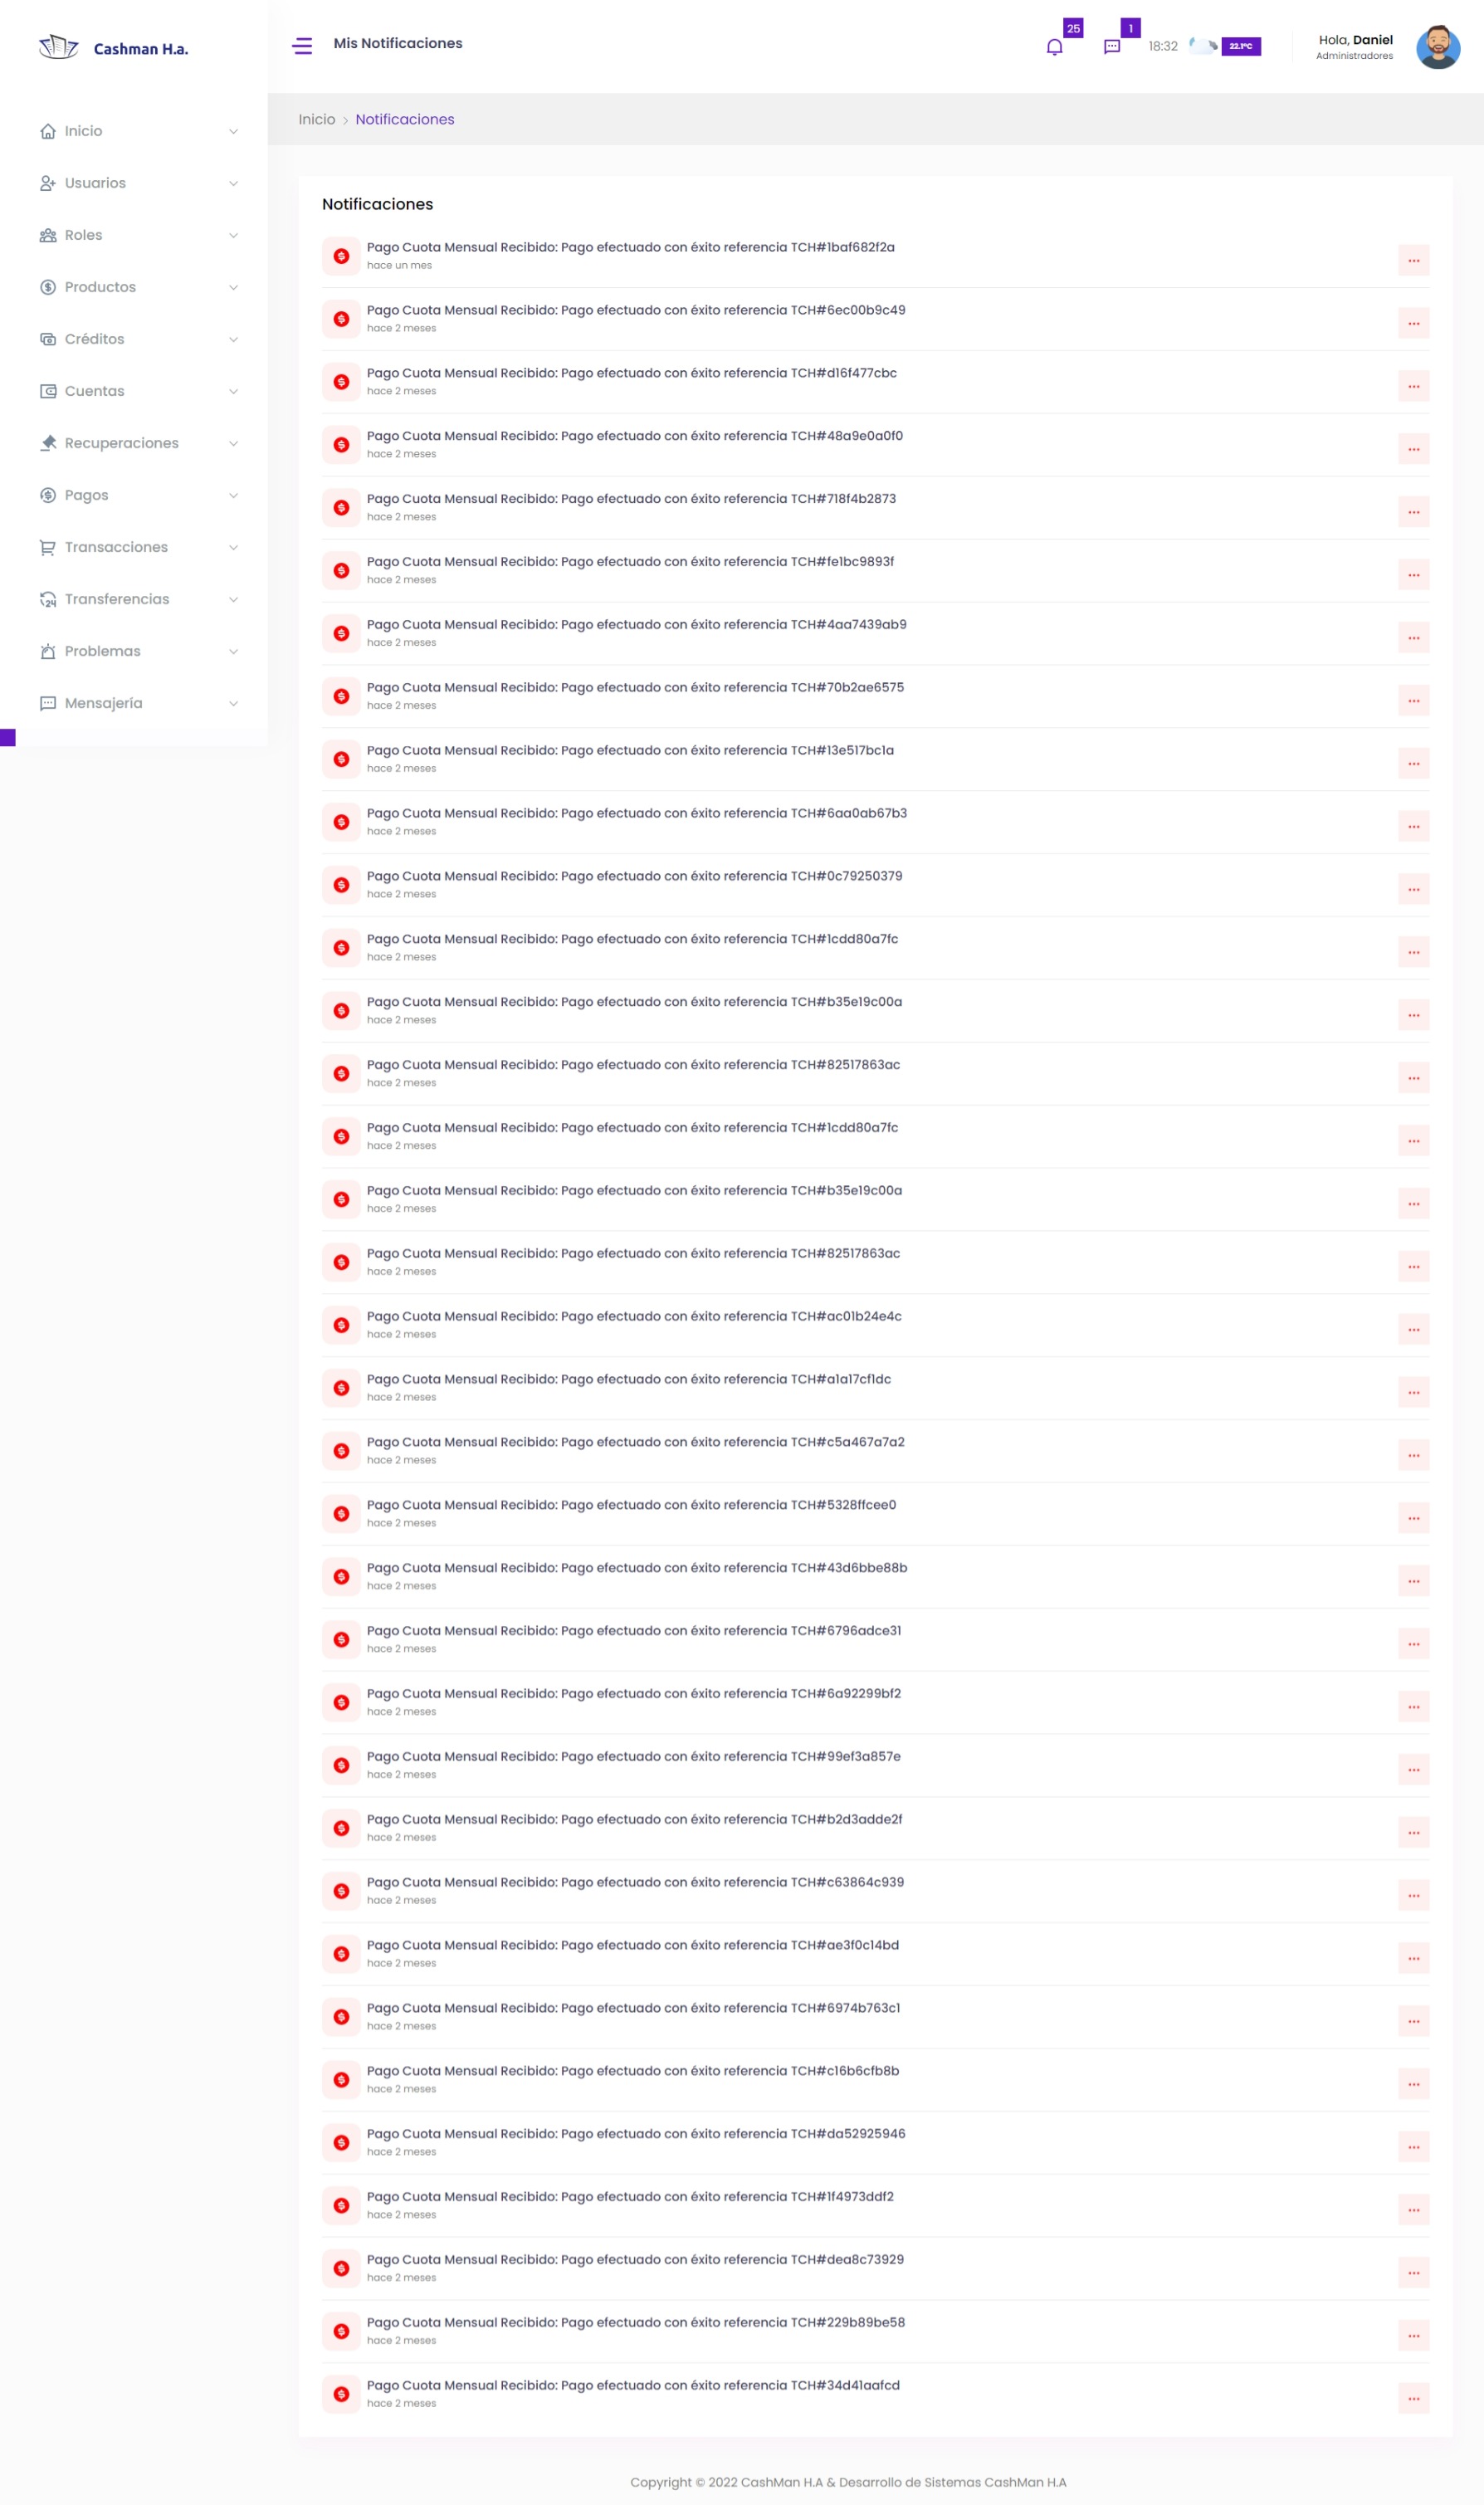 Cashman H.a.
Mis Notificaciones
25
1
18:32
22.1°C
Hola, Daniel
Administradores
Inicio
Usuarios
Roles
Productos
Créditos
Cuentas
Recuperaciones
Pagos
Transacciones
24
Transferencias
Problemas
Mensajería
Inicio > Notificaciones
Notificaciones
Pago Cuota Mensual Recibido: Pago efectuado con éxito referencia TCH#1baf682f2a
hace un mes
Pago Cuota Mensual Recibido: Pago efectuado con éxito referencia TCH#6ec00b9c49
hace 2 meses
Pago Cuota Mensual Recibido: Pago efectuado con éxito referencia TCH#d16f477cbc
hace 2 meses
Pago Cuota Mensual Recibido: Pago efectuado con éxito referencia TCH#48a9e0a0f0
hace 2 meses
Pago Cuota Mensual Recibido: Pago efectuado con éxito referencia TCH#718f4b2873
hace 2 meses
Pago Cuota Mensual Recibido: Pago efectuado con éxito referencia TCH#fe1bc9893f
hace 2 meses
Pago Cuota Mensual Recibido: Pago efectuado con éxito referencia TCH#4aa7439ab9
hace 2 meses
Pago Cuota Mensual Recibido: Pago efectuado con éxito referencia TCH#70b2ae6575
hace 2 meses
Pago Cuota Mensual Recibido: Pago efectuado con éxito referencia TCH#13e517bc1a
hace 2 meses
Pago Cuota Mensual Recibido: Pago efectuado con éxito referencia TCH#6aa0ab67b3
hace 2 meses
Pago Cuota Mensual Recibido: Pago efectuado con éxito referencia TCH#0c79250379
hace 2 meses
Pago Cuota Mensual Recibido: Pago efectuado con éxito referencia TCH#1cdd80a7fc
hace 2 meses
Pago Cuota Mensual Recibido: Pago efectuado con éxito referencia TCH#b35e19c00a
hace 2 meses
Pago Cuota Mensual Recibido: Pago efectuado con éxito referencia TCH#82517863ac
hace 2 meses
Pago Cuota Mensual Recibido: Pago efectuado con éxito referencia TCH#1cdd80a7fc
hace 2 meses
Pago Cuota Mensual Recibido: Pago efectuado con éxito referencia TCH#b35e19c00a
hace 2 meses
Pago Cuota Mensual Recibido: Pago efectuado con éxito referencia TCH#82517863ac
hace 2 meses
Pago Cuota Mensual Recibido: Pago efectuado con éxito referencia TCH#ac01b24e4c
hace 2 meses
Pago Cuota Mensual Recibido: Pago efectuado con éxito referencia TCH#a1a17cf1dc
hace 2 meses
Pago Cuota Mensual Recibido: Pago efectuado con éxito referencia TCH#c5a467a7a2
hace 2 meses
Pago Cuota Mensual Recibido: Pago efectuado con éxito referencia TCH#5328ffcee0
hace 2 meses
Pago Cuota Mensual Recibido: Pago efectuado con éxito referencia TCH#43d6bbe88b
hace 2 meses
Pago Cuota Mensual Recibido: Pago efectuado con éxito referencia TCH#6796adce31
hace 2 meses
Pago Cuota Mensual Recibido: Pago efectuado con éxito referencia TCH#6a92299bf2
hace 2 meses
Pago Cuota Mensual Recibido: Pago efectuado con éxito referencia TCH#99ef3a857e
hace 2 meses
Pago Cuota Mensual Recibido: Pago efectuado con éxito referencia TCH#b2d3adde2f
hace 2 meses
Pago Cuota Mensual Recibido: Pago efectuado con éxito referencia TCH#c63864c939
hace 2 meses
Pago Cuota Mensual Recibido: Pago efectuado con éxito referencia TCH#ae3f0c14bd
hace 2 meses
Pago Cuota Mensual Recibido: Pago efectuado con éxito referencia TCH#6974b763c1
hace 2 meses
Pago Cuota Mensual Recibido: Pago efectuado con éxito referencia TCH#c16b6cfb8b
hace 2 meses
Pago Cuota Mensual Recibido: Pago efectuado con éxito referencia TCH#da52925946
hace 2 meses
Pago Cuota Mensual Recibido: Pago efectuado con éxito referencia TCH#1f4973ddf2
hace 2 meses
Pago Cuota Mensual Recibido: Pago efectuado con éxito referencia TCH#dea8c73929
hace 2 meses
Pago Cuota Mensual Recibido: Pago efectuado con éxito referencia TCH#229b89be58
hace 2 meses
Pago Cuota Mensual Recibido: Pago efectuado con éxito referencia TCH#34d41aafcd
hace 2 meses
Copyright © 2022 CashMan H.A & Desarrollo de Sistemas CashMan H.A